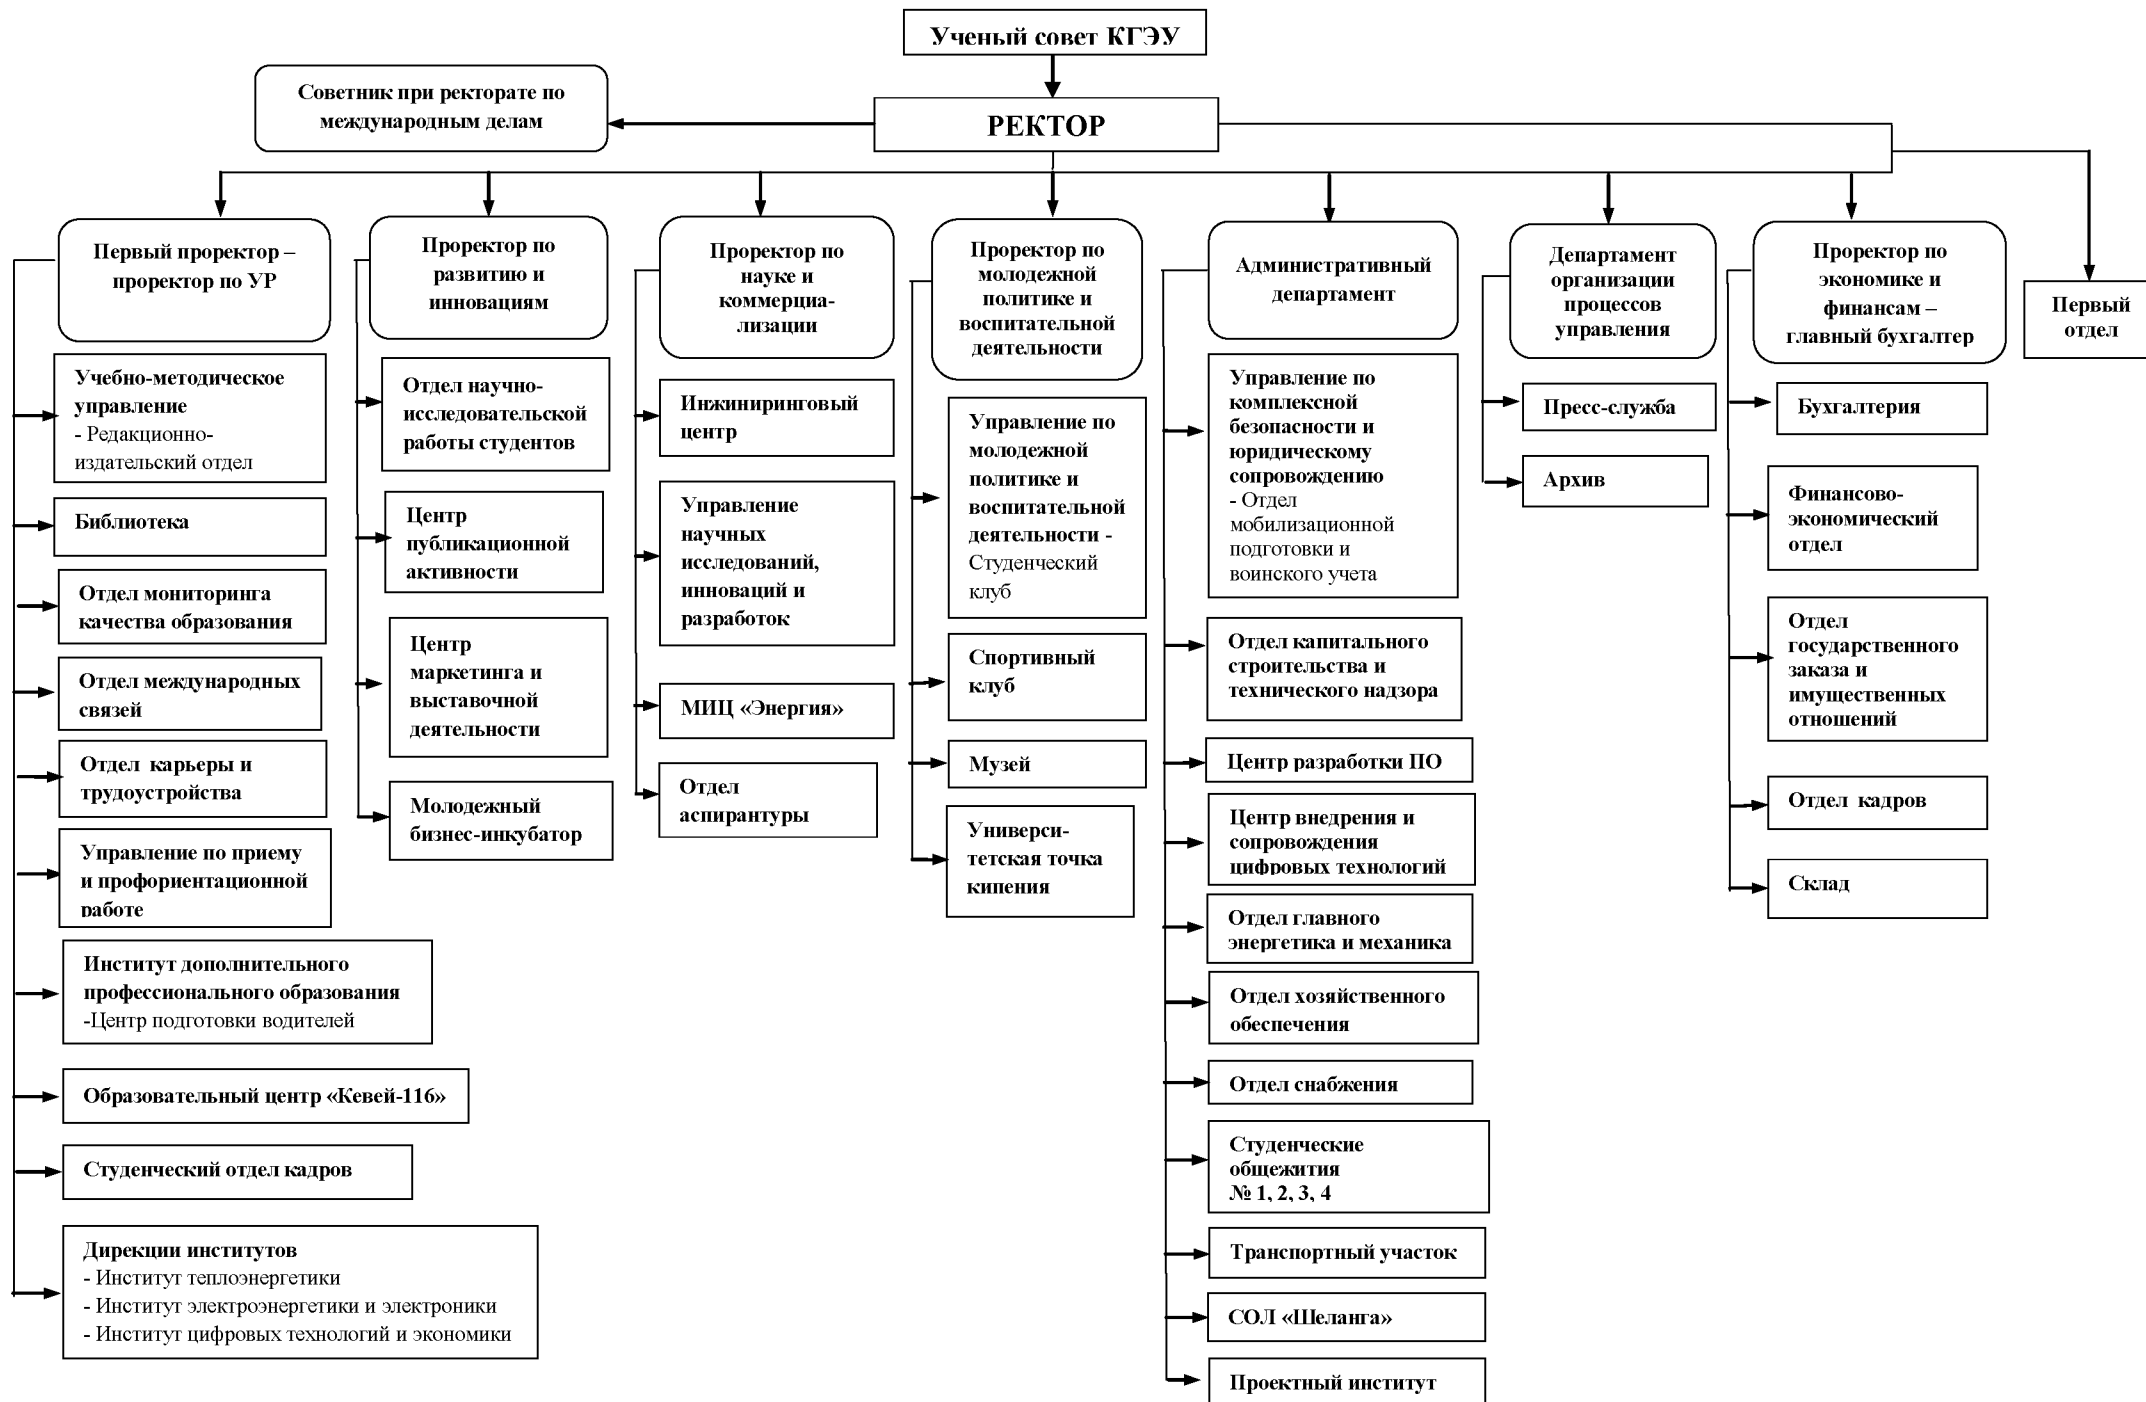 Ученый совет КГЭУ
Советник при ректорате по
международным делам
РЕКТОР
Первый проректор –
проректор по УР
Проректор по
развитию и
инновациям
Проректор по
науке и
коммерциа-
лизации
Проректор по
молодежной
политике и
воспитательной
деятельности
Административный
департамент
Департамент
организации
процессов
управления
Проректор по
экономике и
финансам –
главный бухгалтер
Первый
отдел
Учебно-методическое
управление
- Редакционно-
издательский отдел
Библиотека
Отдел мониторинга
качества образования
Отдел международных
связей
Отдел карьеры и
трудоустройства
Управление по приему
и профориентационной
работе
Институт дополнительного
профессионального образования
-Центр подготовки водителей
Образовательный центр «Кевей-116»
Студенческий отдел кадров
Дирекции институтов
- Институт теплоэнергетики
- Институт электроэнергетики и электроники
- Институт цифровых технологий и экономики
Отдел научно-
исследовательской
работы студентов
Центр
публикационной
активности
Центр
маркетинга и
выставочной
деятельности
Молодежный
бизнес-инкубатор
Инжиниринговый
центр
Управление
научных
исследований,
инноваций и
разработок
МИЦ «Энергия»
Отдел
аспирантуры
Управление по
молодежной
политике и
воспитательной
деятельности -
Студенческий
клуб
Спортивный
клуб
Музей
Универси-
тетская точка
кипения
Управление по
комплексной
безопасности и
юридическому
сопровождению
- Отдел
мобилизационной
подготовки и
воинского учета
Отдел капитального
строительства и
технического надзора
Центр разработки ПО
Центр внедрения и
сопровождения
цифровых технологий
Отдел главного
энергетика и механика
Отдел хозяйственного
обеспечения
Отдел снабжения
Студенческие
общежития
№ 1, 2, 3, 4
Транспортный участок
СОЛ «Шеланга»
Проектный институт
Пресс-служба
Архив
Бухгалтерия
Финансово-
экономический
отдел
Отдел
государственного
заказа и
имущественных
отношений
Отдел кадров
Склад